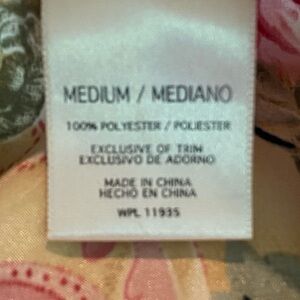 MEDIUM / MEDIANO
100% POLYESTER / POLIESTER
EXCLUSIVE OF TRIM
EXCLUSIVO DE ADORNO
MADE IN CHINA
HECHO EN CHINA
WPL 11935